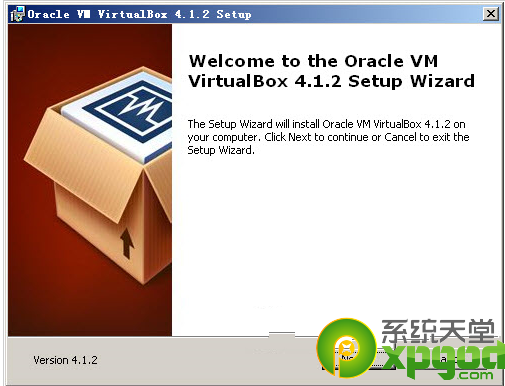 Oracle VM VirtualBox 4.1.2 Setup
Welcome to the Oracle VM
VirtualBox 4.1.2 Setup Wizard
The Setup Wizard will install Oracle VM VirtualBox 4.1.2 on
your computer. Click Next to continue or Cancel to exit the
Setup Wizard.
Version 4.1.2
系统天堂
xpgod
.com